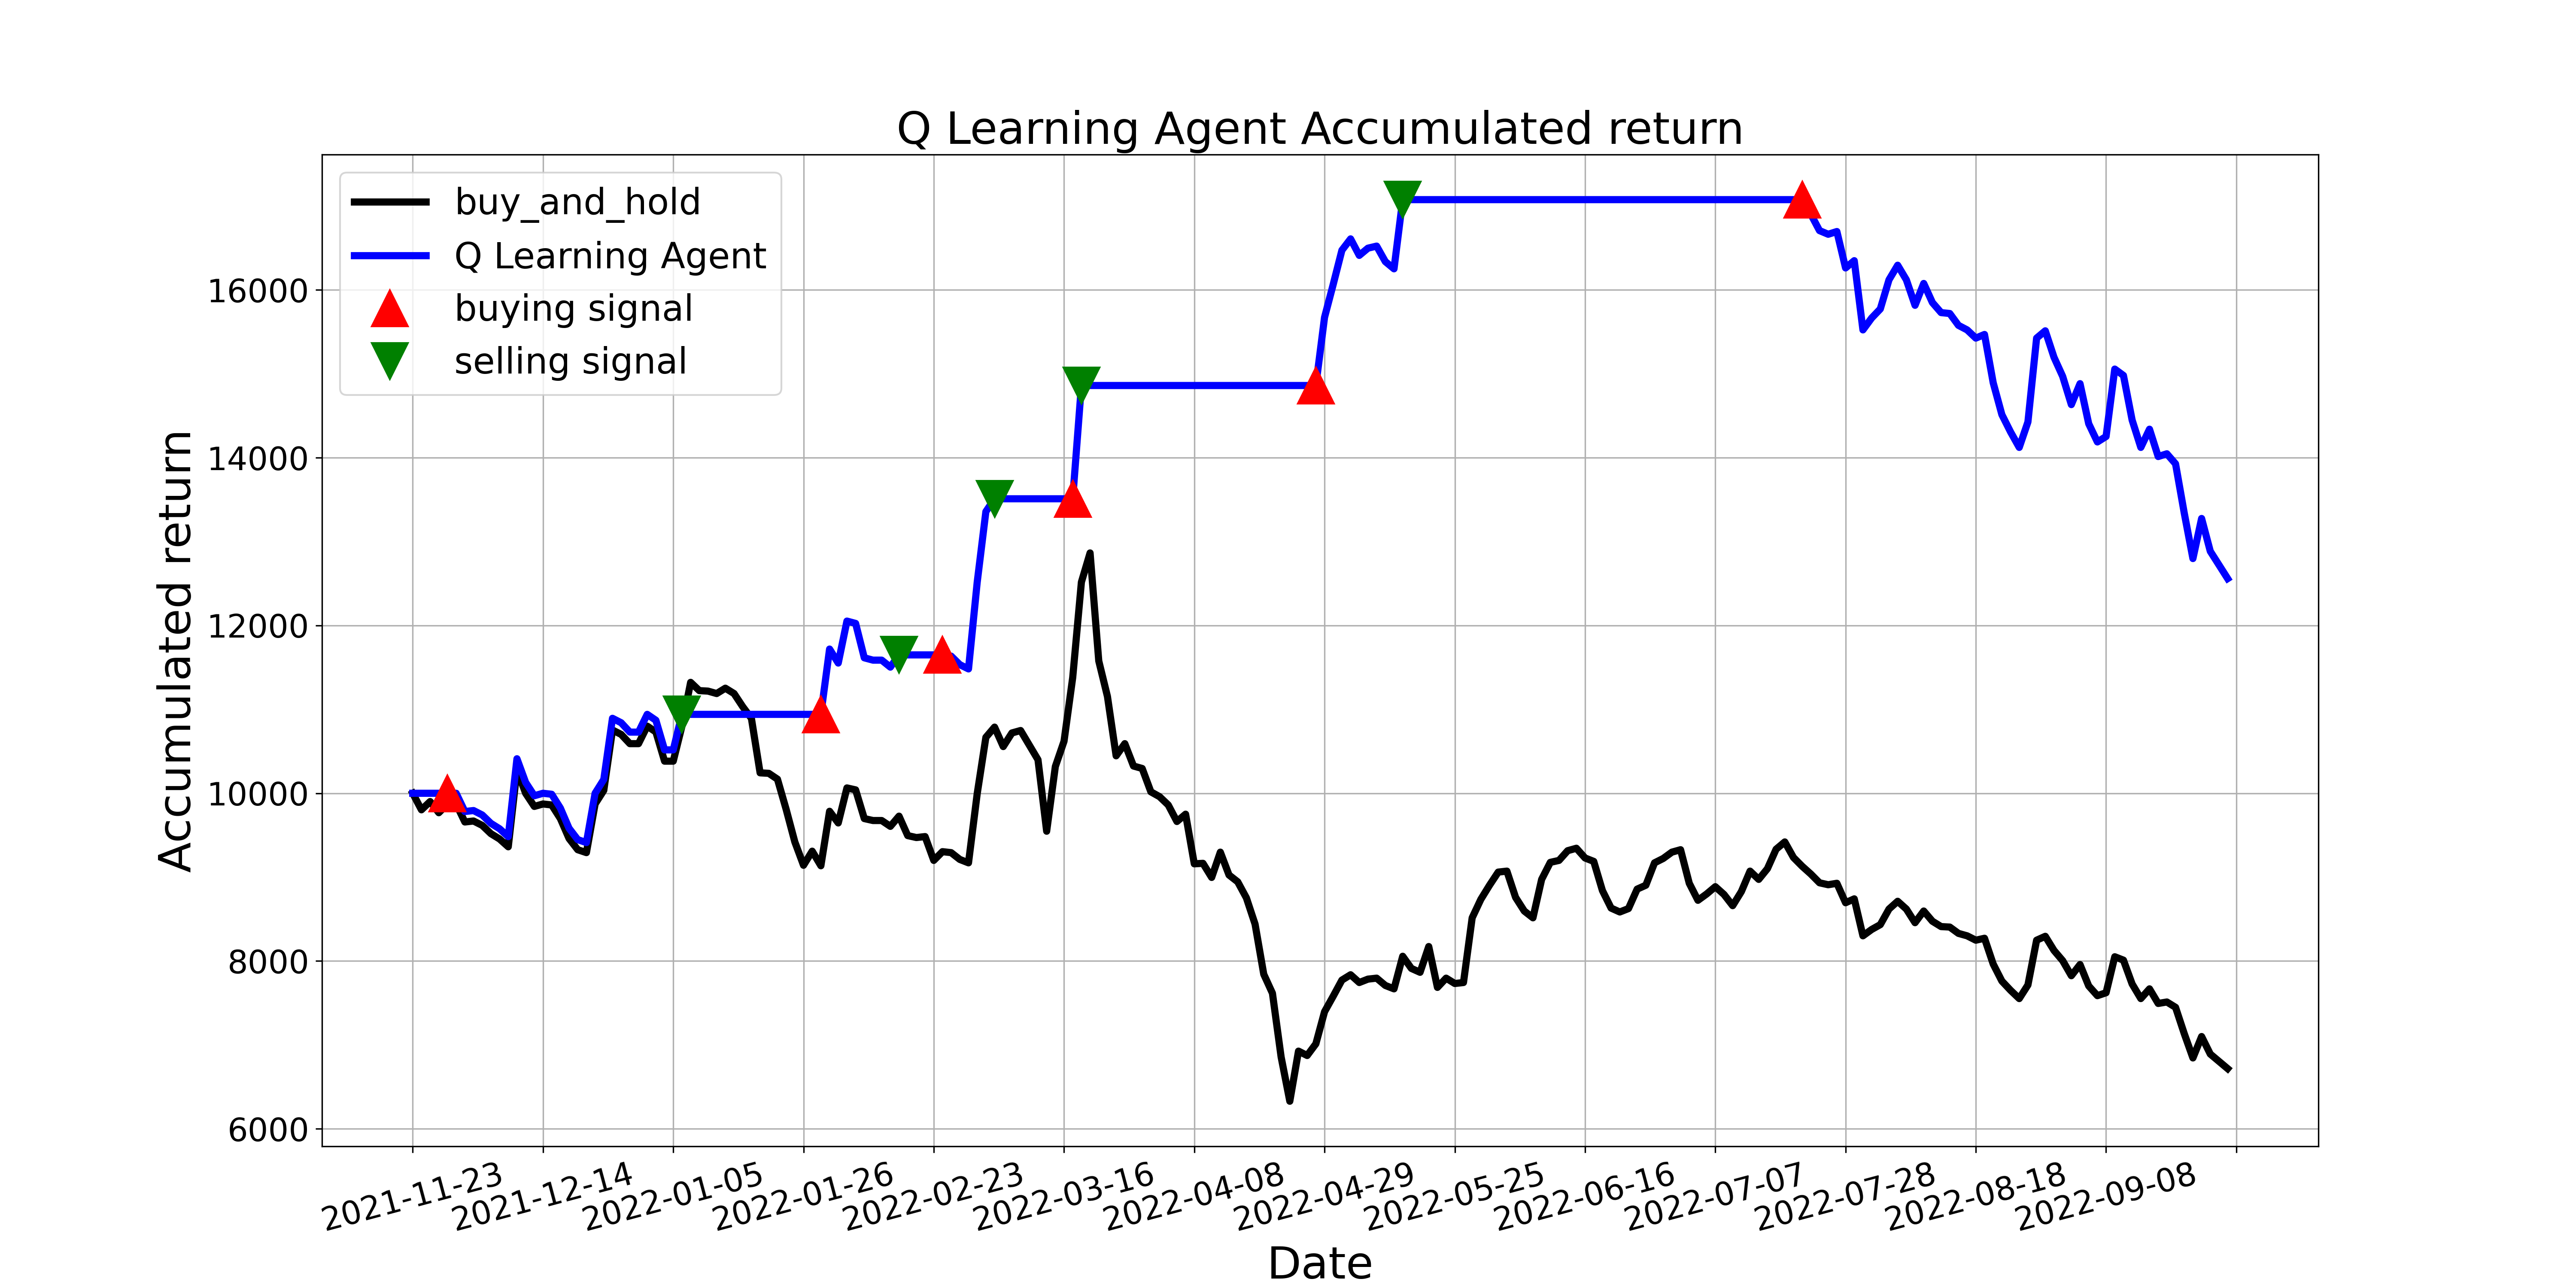 Q Learning Agent Accumulated return
buy_and_hold
Q Learning Agent
buying signal
selling signal
Accumulated return
16000
14000
12000
10000
8000
6000
2021-11-23
2021-12-14
2022-01-05
2022-01-26
2022-02-23
2022-03-16
2022-04-08
2022-04-29
2022-05-25
2022-06-16
2022-07-07
2022-07-28
2022-08-18
2022-09-08
Date